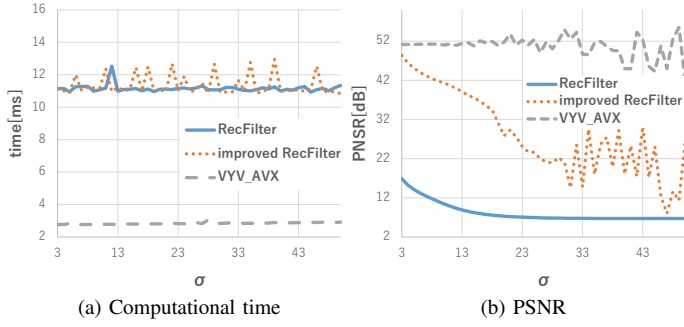 16
14
12
10
8
6
4
2
time[ms]
RecFilter
improved RecFilter
VYV_AVX
3 13 23 33 43
σ
(a) Computational time
52
42
32
22
12
2
PNSR[dB]
RecFilter
improved RecFilter
VYV_AVX
3 13 23 33 43
σ
(b) PSNR